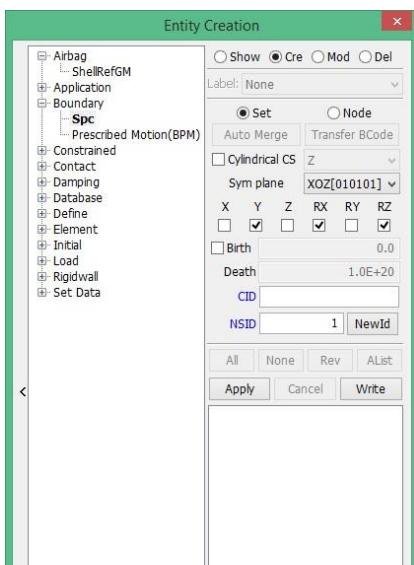 Entity Creation
Airbag
ShellRefGM
Application
Boundary
Spc
Prescribed Motion(BPM)
Constrained
Contact
Damping
Database
Define
Element
Initial
Load
Rigidwall
Set Data
Show Cre Mod Del
Label: None
Set Node
Auto Merge Transfer BCode
Cylindrical CS Z
Sym plane XOZ[010101]
X Y Z RX RY RZ
Birth 0.0
Death 1.0E+20
CID
NSID 1 NewId
All None Rev AList
Apply Cancel Write